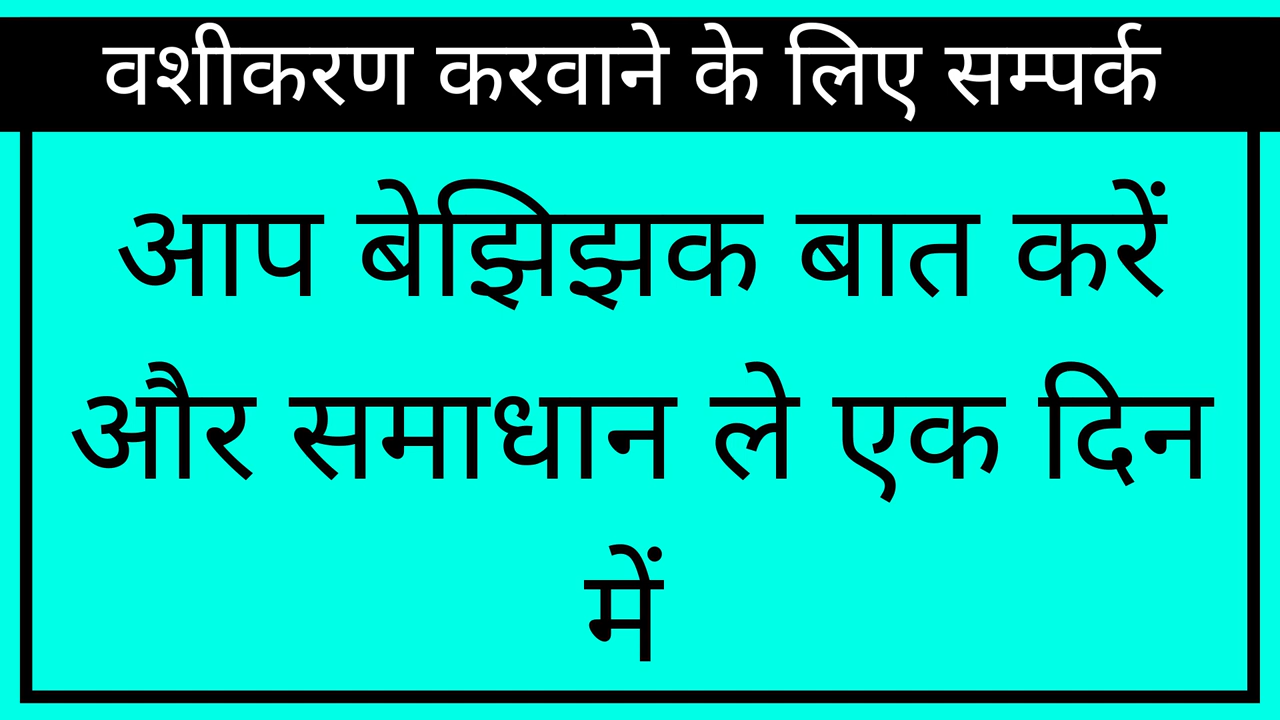 वशीकरण करवाने के लिए सम्पर्क
आप बेझिझक बात करें
और समाधान ले एक दिन
में